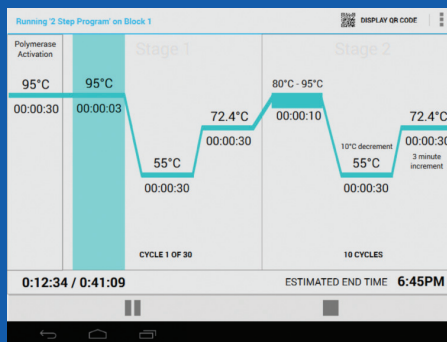 Running '2 Step Program' on Block 1
DISPLAY QR CODE
Polymerase
Activation
Stage 1
Stage 2
95°C
00:00:30
95°C
00:00:03
55°C
00:00:30
72.4°C
00:00:30
80°C - 95°C
00:00:10
10°C decrement
55°C
00:00:30
72.4°C
00:00:30
3 minute
increment
CYCLE 1 OF 30
10 CYCLES
0:12:34 / 0:41:09
ESTIMATED END TIME 6:45PM